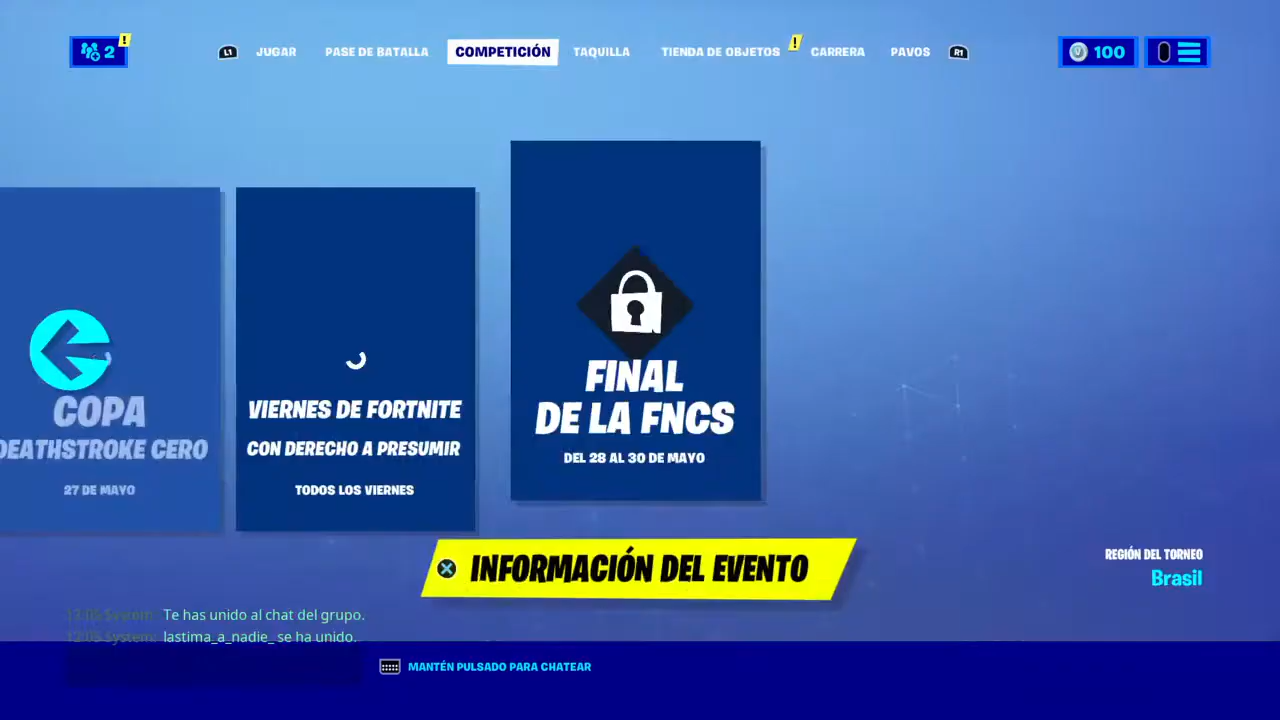 2
!
L1
JUGAR
PASE DE BATALLA
COMPETICIÓN
TAQUILLA
TIENDA DE OBJETOS
!
CARRERA
PAVOS
R1
100
COPA
DEATHSTROKE CERO
27 DE MAYO
VIERNES DE FORTNITE
CON DERECHO A PRESUMIR
TODOS LOS VIERNES
FINAL
DE LA FNCS
DEL 28 AL 30 DE MAYO
INFORMACIÓN DEL EVENTO
REGIÓN DEL TORNEO
Brasil
Te has unido al chat del grupo.
System: lastima_a_nadie_ se ha unido.
MANTÉN PULSADO PARA CHATEAR